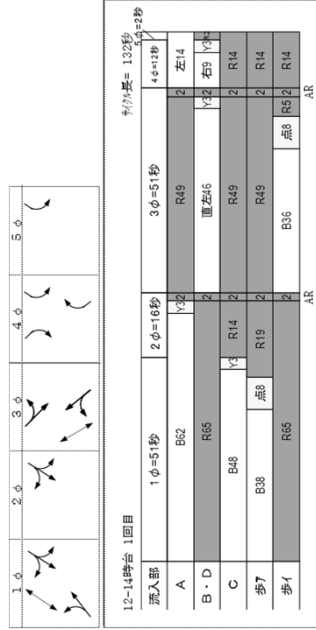 1φ 2φ 3φ 4φ 5φ
12-14時台 1回目
サイクル長= 132秒
流入部 1φ=51秒 2φ=16秒 3φ=51秒 4φ=12秒 5φ=2秒
A B62 Y3 2 R49 2 左14
B・D R65 2 直左46 Y3 2 右9 Y3
C B48 Y3 R14 2 R49 2 R14
歩ｱ B38 点8 R19 2 R49 2 R14
歩ｲ R65 2 B36 点8 R5 2 R14
AR AR